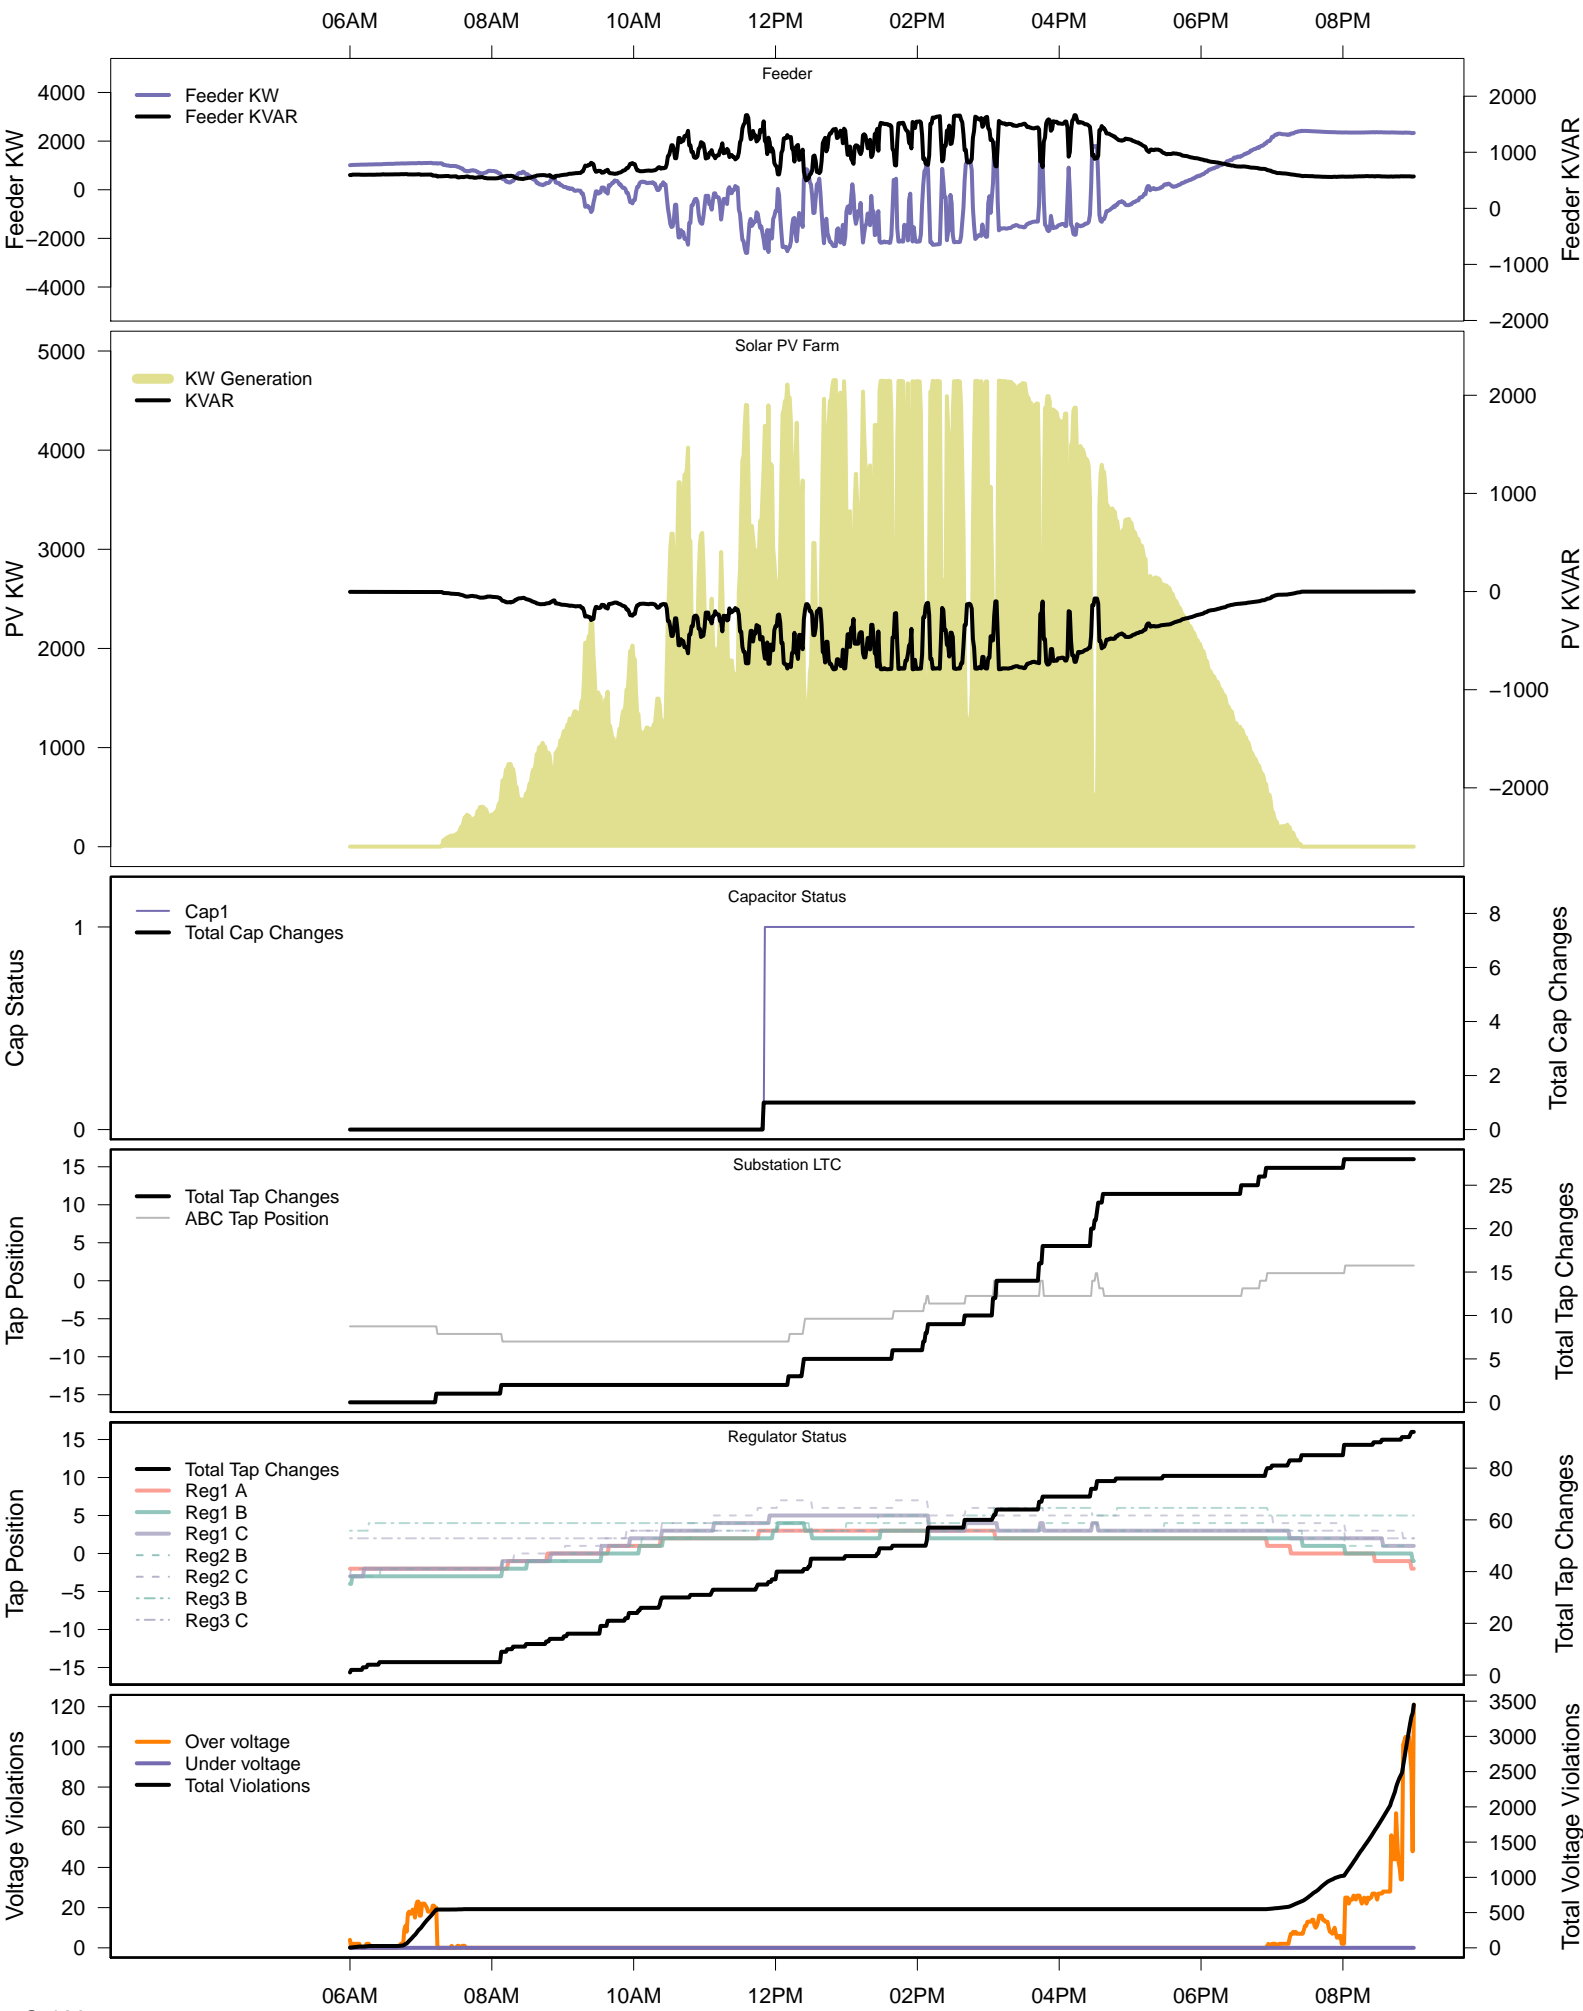 06AM 08AM 10AM 12PM 02PM 04PM 06PM 08PM
Feeder
Feeder KW
Feeder KVAR
4000
2000
0
−2000
−4000
Feeder KW
2000
1000
0
−1000
−2000
Feeder KVAR
Solar PV Farm
KW Generation
KVAR
5000
4000
3000
2000
1000
0
PV KW
2000
1000
0
−1000
−2000
PV KVAR
Capacitor Status
Cap1
Total Cap Changes
1
0
Cap Status
8
6
4
2
0
Total Cap Changes
Substation LTC
Total Tap Changes
ABC Tap Position
15
10
5
0
−5
−10
−15
Tap Position
25
20
15
10
5
0
Total Tap Changes
Regulator Status
Total Tap Changes
Reg1 A
Reg1 B
Reg1 C
Reg2 B
Reg2 C
Reg3 B
Reg3 C
15
10
5
0
−5
−10
−15
Tap Position
80
60
40
20
0
Total Tap Changes
Over voltage
Under voltage
Total Violations
120
100
80
60
40
20
0
Voltage Violations
3500
3000
2500
2000
1500
1000
500
0
Total Voltage Violations
06AM 08AM 10AM 12PM 02PM 04PM 06PM 08PM